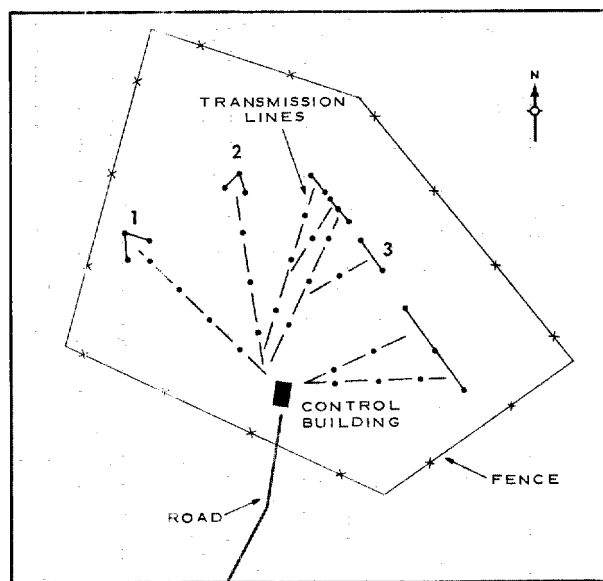 N
TRANSMISSION
LINES
2
1
3
CONTROL
BUILDING
FENCE
ROAD